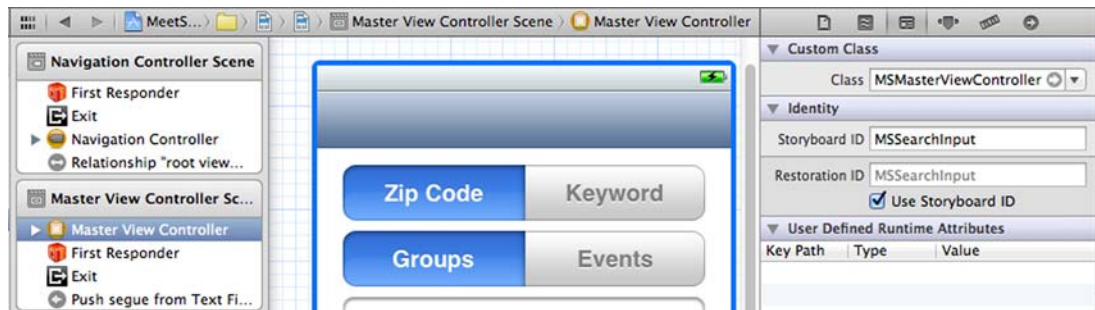 MeetS... Master View Controller Scene Master View Controller
Navigation Controller Scene
First Responder
Exit
Navigation Controller
Relationship "root view...
Master View Controller Sc...
Master View Controller
First Responder
Exit
Push segue from Text Fi...
Zip Code Keyword
Groups Events
Custom Class
Class MSMasterViewController
Identity
Storyboard ID MSSearchInput
Restoration ID MSSearchInput
Use Storyboard ID
User Defined Runtime Attributes
Key Path Type Value